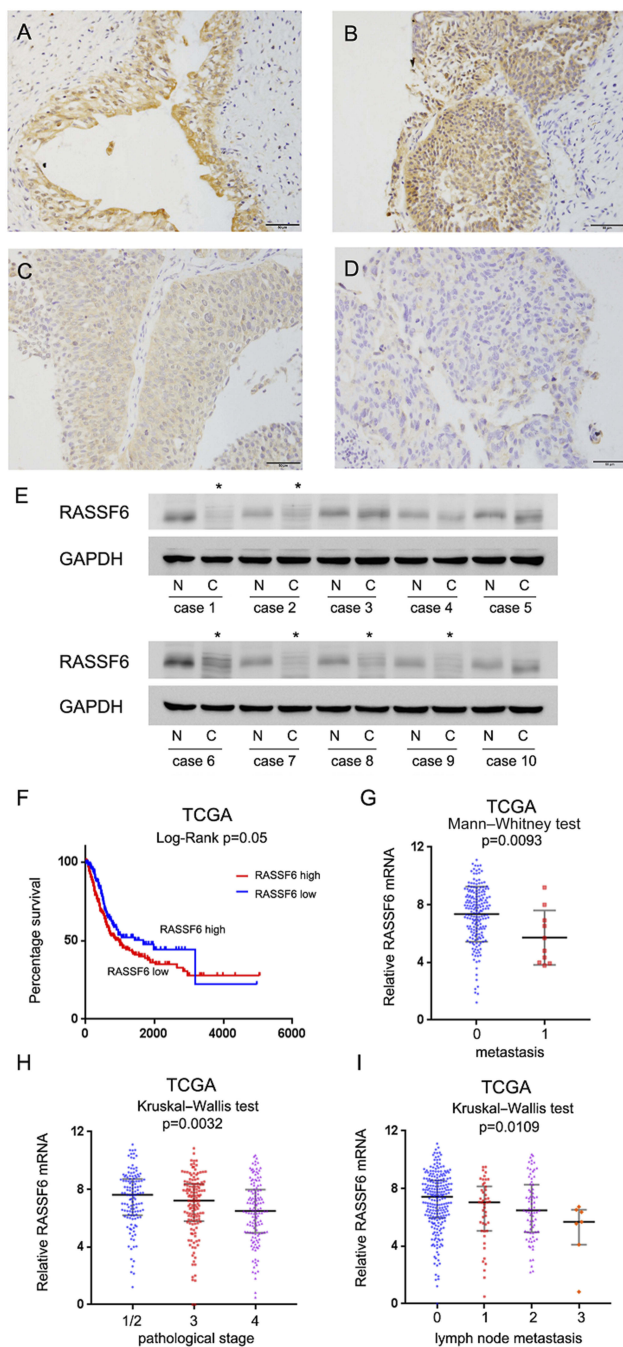 A
B
C
D
E
* *
RASSF6
GAPDH
N C N C N C N C N C
case 1 case 2 case 3 case 4 case 5
* * * *
RASSF6
GAPDH
N C N C N C N C N C
case 6 case 7 case 8 case 9 case 10
F
TCGA
Log-Rank p=0.05
Percentage survival
100
50
0
RASSF6 high
RASSF6 low
RASSF6 high
RASSF6 low
0 2000 4000 6000
G
TCGA
Mann–Whitney test
p=0.0093
Relative RASSF6 mRNA
12
8
4
0
0 1
metastasis
H
TCGA
Kruskal–Wallis test
p=0.0032
Relative RASSF6 mRNA
12
8
4
0
1/2 3 4
pathological stage
I
TCGA
Kruskal–Wallis test
p=0.0109
Relative RASSF6 mRNA
12
8
4
0
0 1 2 3
lymph node metastasis